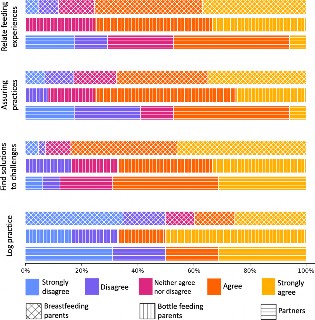 Relate feeding
experiences
Assuring
practices
Find solutions
to challenges
Log practice
0% 20% 40% 60% 80% 100%
Strongly
disagree
Disagree
Neither agree
nor disagree
Agree
Strongly
agree
Breastfeeding
parents
Bottle feeding
parents
Partners